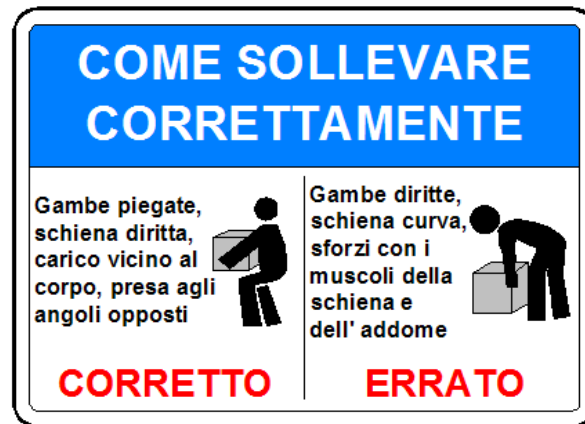 COME SOLLEVARE
CORRETTAMENTE
Gambe piegate,
schiena diritta,
carico vicino al
corpo, presa agli
angoli opposti
CORRETTO
Gambe diritte,
schiena curva,
sforzi con i
muscoli della
schiena e
dell' addome
ERRATO